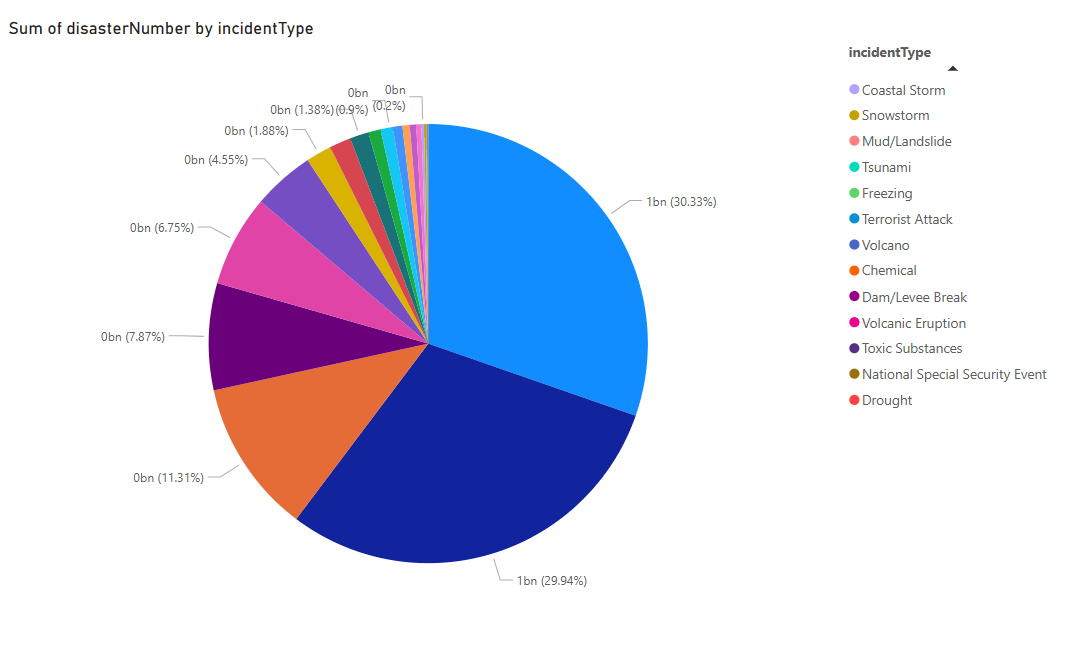 Sum of disasterNumber by incidentType
incidentType
Coastal Storm
Snowstorm
Mud/Landslide
Tsunami
Freezing
Terrorist Attack
Volcano
Chemical
Dam/Levee Break
Volcanic Eruption
Toxic Substances
National Special Security Event
Drought
0bn
0bn
(0.2%)
0bn (1.38%)
(0.9%)
0bn (1.88%)
0bn (4.55%)
0bn (6.75%)
0bn (7.87%)
0bn (11.31%)
1bn (30.33%)
1bn (29.94%)